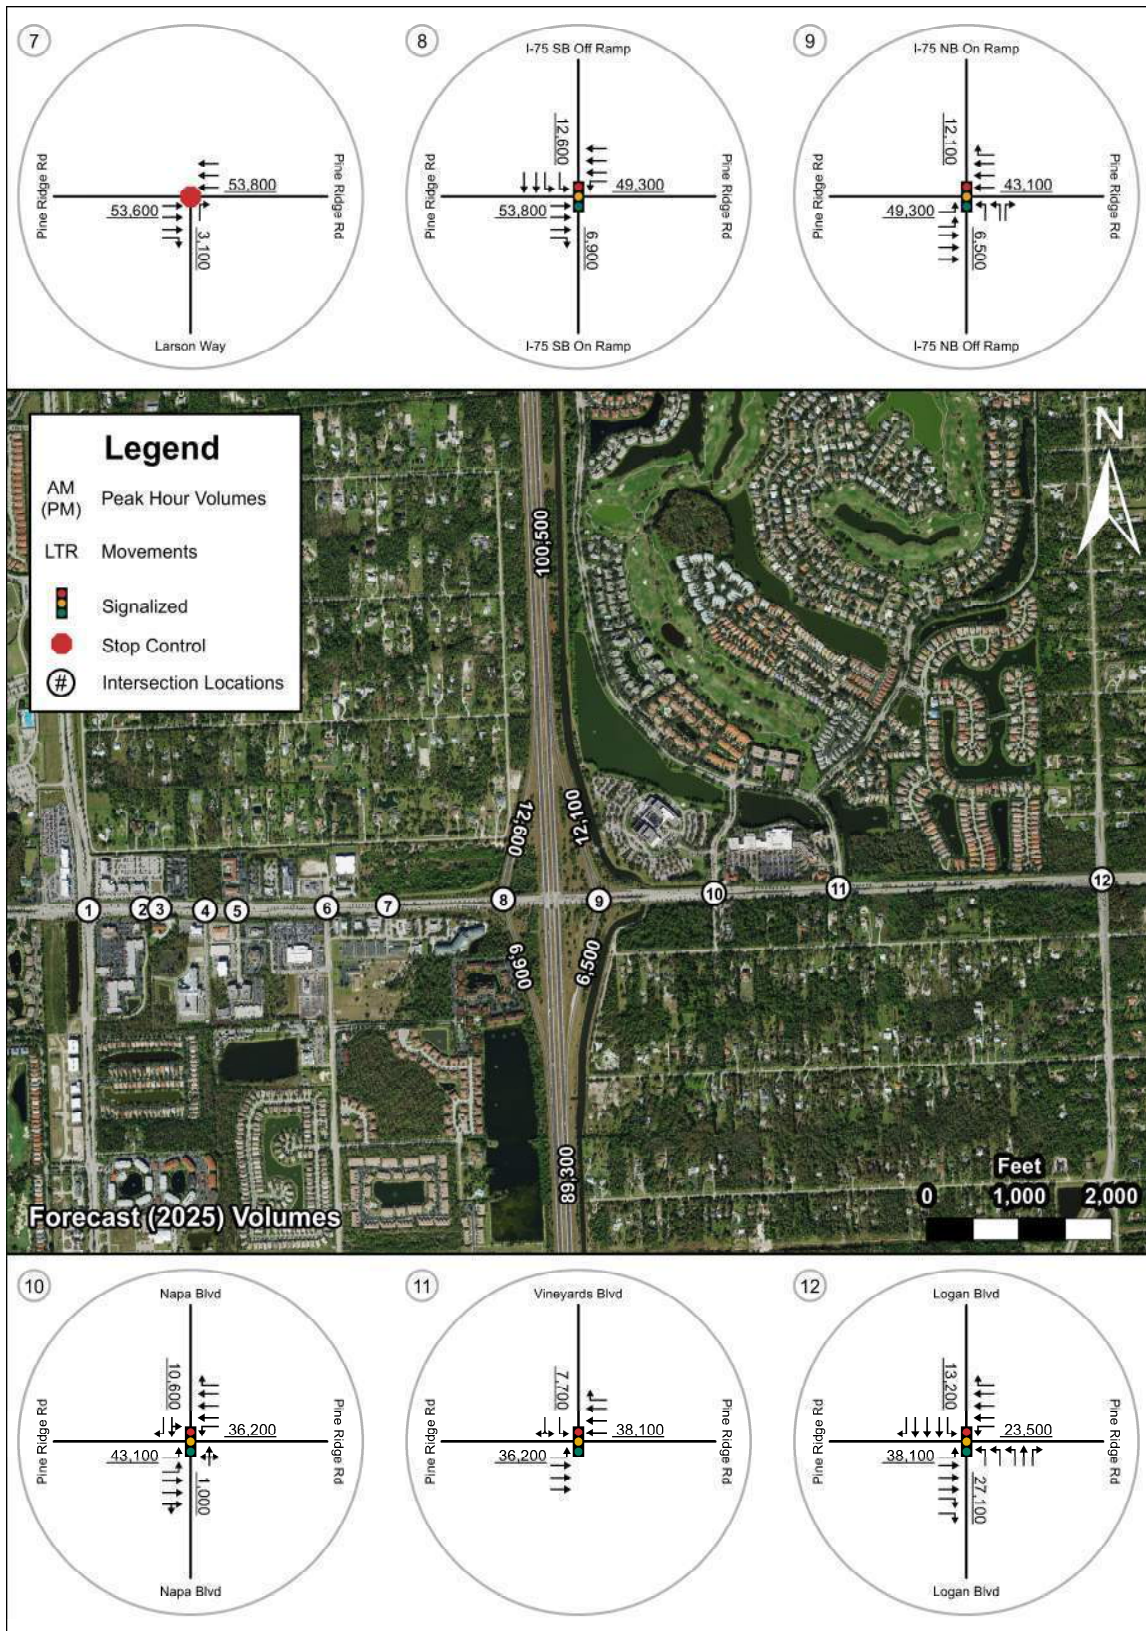 7
Pine Ridge Rd
53,800
53,600
3,100
Pine Ridge Rd
Larson Way
8
I-75 SB Off Ramp
12,600
Pine Ridge Rd
49,300
53,800
6,900
Pine Ridge Rd
I-75 SB On Ramp
9
I-75 NB On Ramp
12,100
Pine Ridge Rd
43,100
49,300
6,500
Pine Ridge Rd
I-75 NB Off Ramp
Legend
AM
(PM)
Peak Hour Volumes
LTR
Movements
Signalized
Stop Control
#
Intersection Locations
N
100,500
12,600
12,100
1
2
3
4
5
6
7
8
9
10
11
12
6,900
6,500
89,300
Feet
0
1,000
2,000
Forecast (2025) Volumes
10
Napa Blvd
10,600
Pine Ridge Rd
36,200
43,100
1,000
Pine Ridge Rd
Napa Blvd
11
Vineyards Blvd
7,700
Pine Ridge Rd
38,100
36,200
Pine Ridge Rd
12
Logan Blvd
13,200
Pine Ridge Rd
23,500
38,100
27,100
Pine Ridge Rd
Logan Blvd